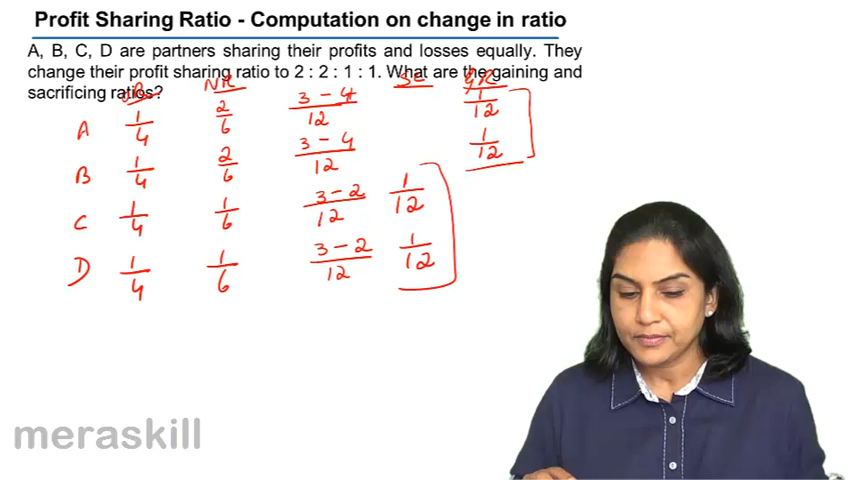 Profit Sharing Ratio - Computation on change in ratio
A, B, C, D are partners sharing their profits and losses equally. They
change their profit sharing ratio to 2 : 2 : 1 : 1. What are the gaining and
sacrificing ratios?
NR GR
A 1/4 2/6 3-4/12 1/12
B 1/4 2/6 3-4/12 1/12
C 1/4 1/6 3-2/12 1/12
D 1/4 1/6 3-2/12 1/12
meraskill